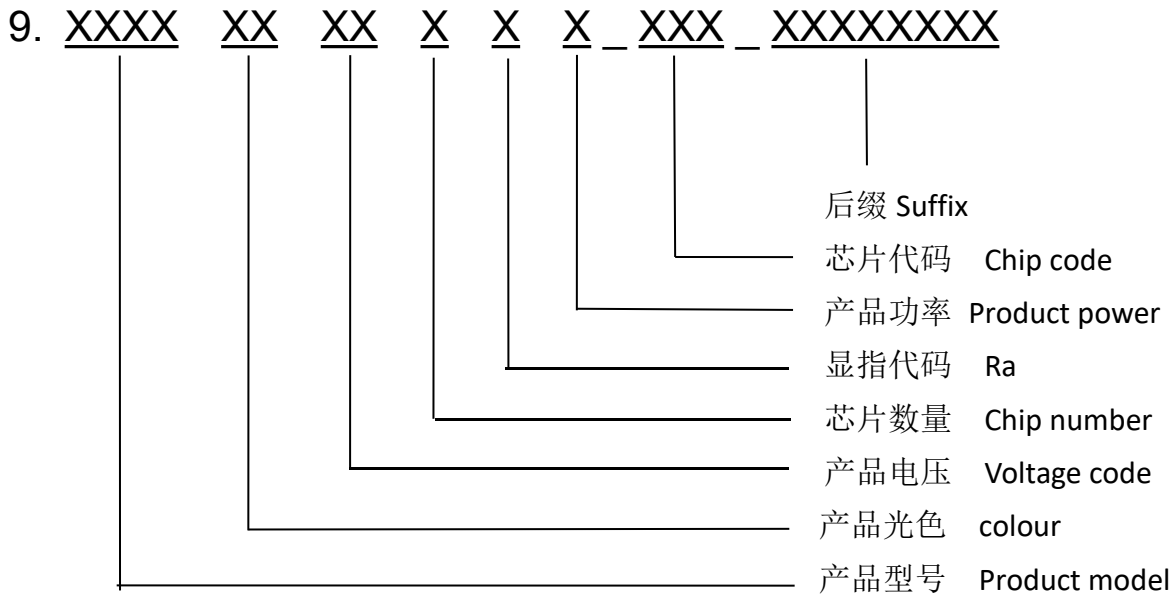 9. XXXX XX XX X X X _ XXX _ XXXXXXXX
后缀 Suffix
芯片代码 Chip code
产品功率 Product power
显指代码 Ra
芯片数量 Chip number
产品电压 Voltage code
产品光色 colour
产品型号 Product model